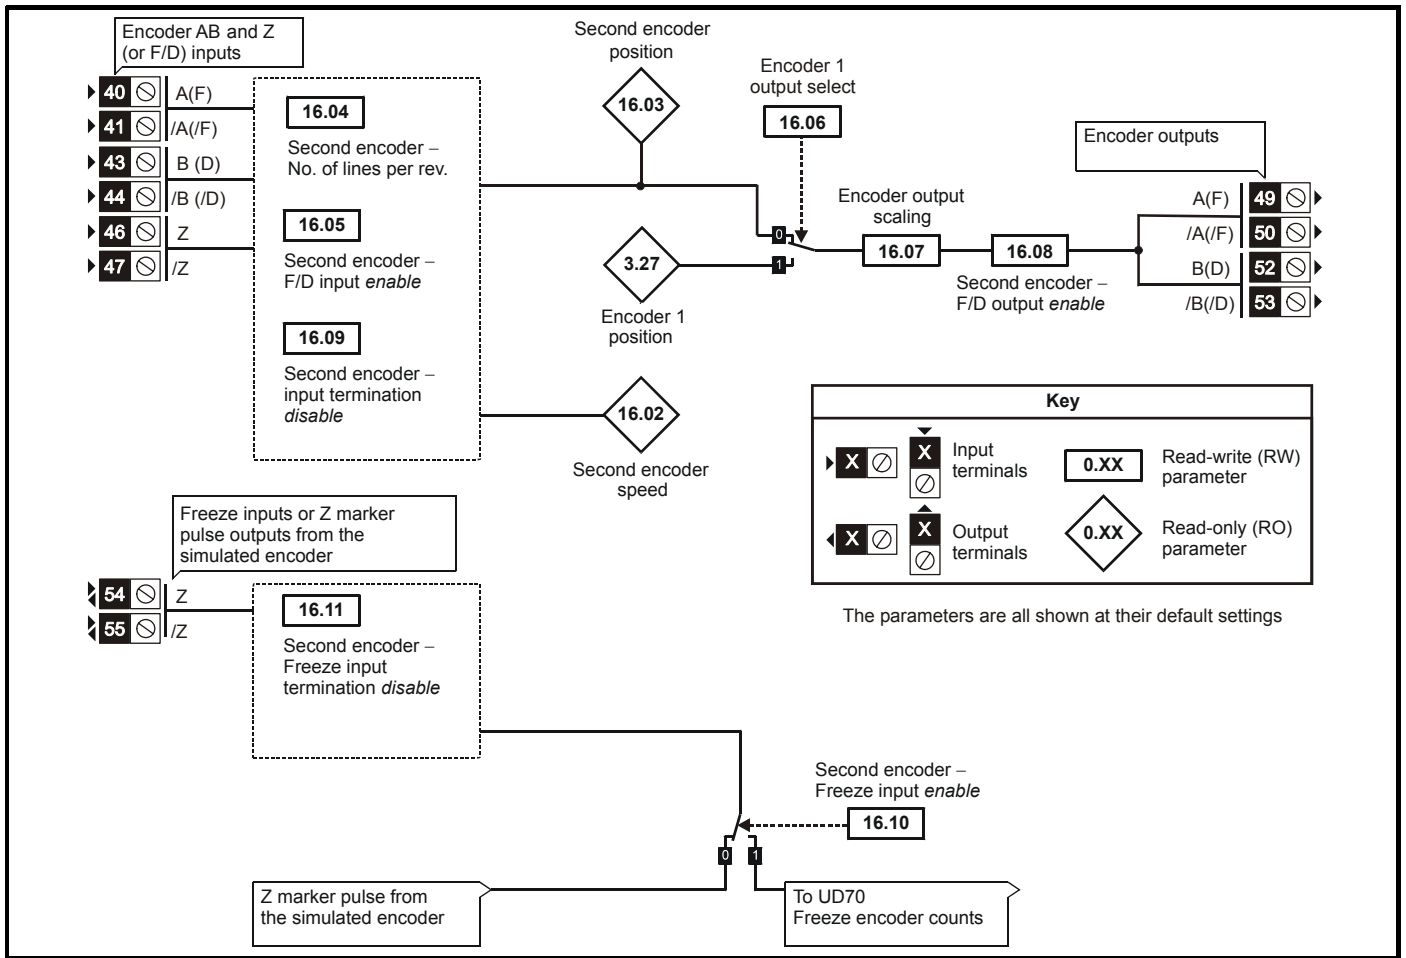 Encoder AB and Z
(or F/D) inputs
40 A(F)
41 /A(/F)
43 B (D)
44 /B (/D)
46 Z
47 /Z
16.04
Second encoder –
No. of lines per rev.
16.05
Second encoder –
F/D input enable
16.09
Second encoder –
input termination
disable
Second encoder
position
16.03
Encoder 1
output select
16.06
0
1
3.27
Encoder 1
position
Encoder output
scaling
16.07
16.08
Second encoder –
F/D output enable
Encoder outputs
A(F) 49
/A(/F) 50
B(D) 52
/B(/D) 53
16.02
Second encoder
speed
Key
X
X
Input
terminals
0.XX
Read-write (RW)
parameter
X
X
Output
terminals
0.XX
Read-only (RO)
parameter
The parameters are all shown at their default settings
Freeze inputs or Z marker
pulse outputs from the
simulated encoder
54 Z
55 /Z
16.11
Second encoder –
Freeze input
termination disable
Second encoder –
Freeze input enable
16.10
0
1
Z marker pulse from
the simulated encoder
To UD70
Freeze encoder counts